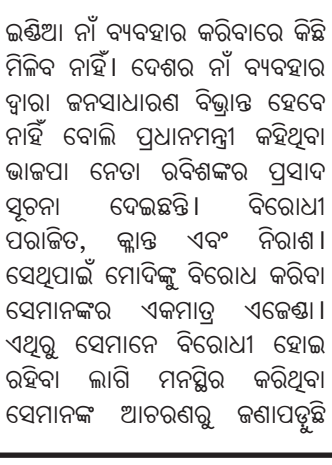 ଇଣ୍ଡିଆ ନାଁ ବ୍ୟବହାର କରିବାରେ କିଛି
ମିଳିବ ନାହିଁ। ଦେଶର ନାଁ ବ୍ୟବହାର
ଦ୍ୱାରା ଜନସାଧାରଣ ବିଭ୍ରାନ୍ତ ହେବେ
ନାହିଁ ବୋଲି ପ୍ରଧାନମନ୍ତ୍ରୀ କହିଥିବା
ଭାଜପା ନେତା ରବିଶଙ୍କର ପ୍ରସାଦ
ସୂଚନା ଦେଇଛନ୍ତି। ବିରୋଧୀ
ପରାଜିତ, କ୍ଳାନ୍ତ ଏବଂ ନିରାଶ।
ସେଥିପାଇଁ ମୋଦିଙ୍କୁ ବିରୋଧ କରିବା
ସେମାନଙ୍କର ଏକମାତ୍ର ଏଜେଣ୍ଡା।
ଏଥିରୁ ସେମାନେ ବିରୋଧୀ ହୋଇ
ରହିବା ଲାଗି ମନସ୍ଥିର କରିଥିବା
ସେମାନଙ୍କ ଆଚରଣରୁ ଜଣାପଡ଼ୁଛି